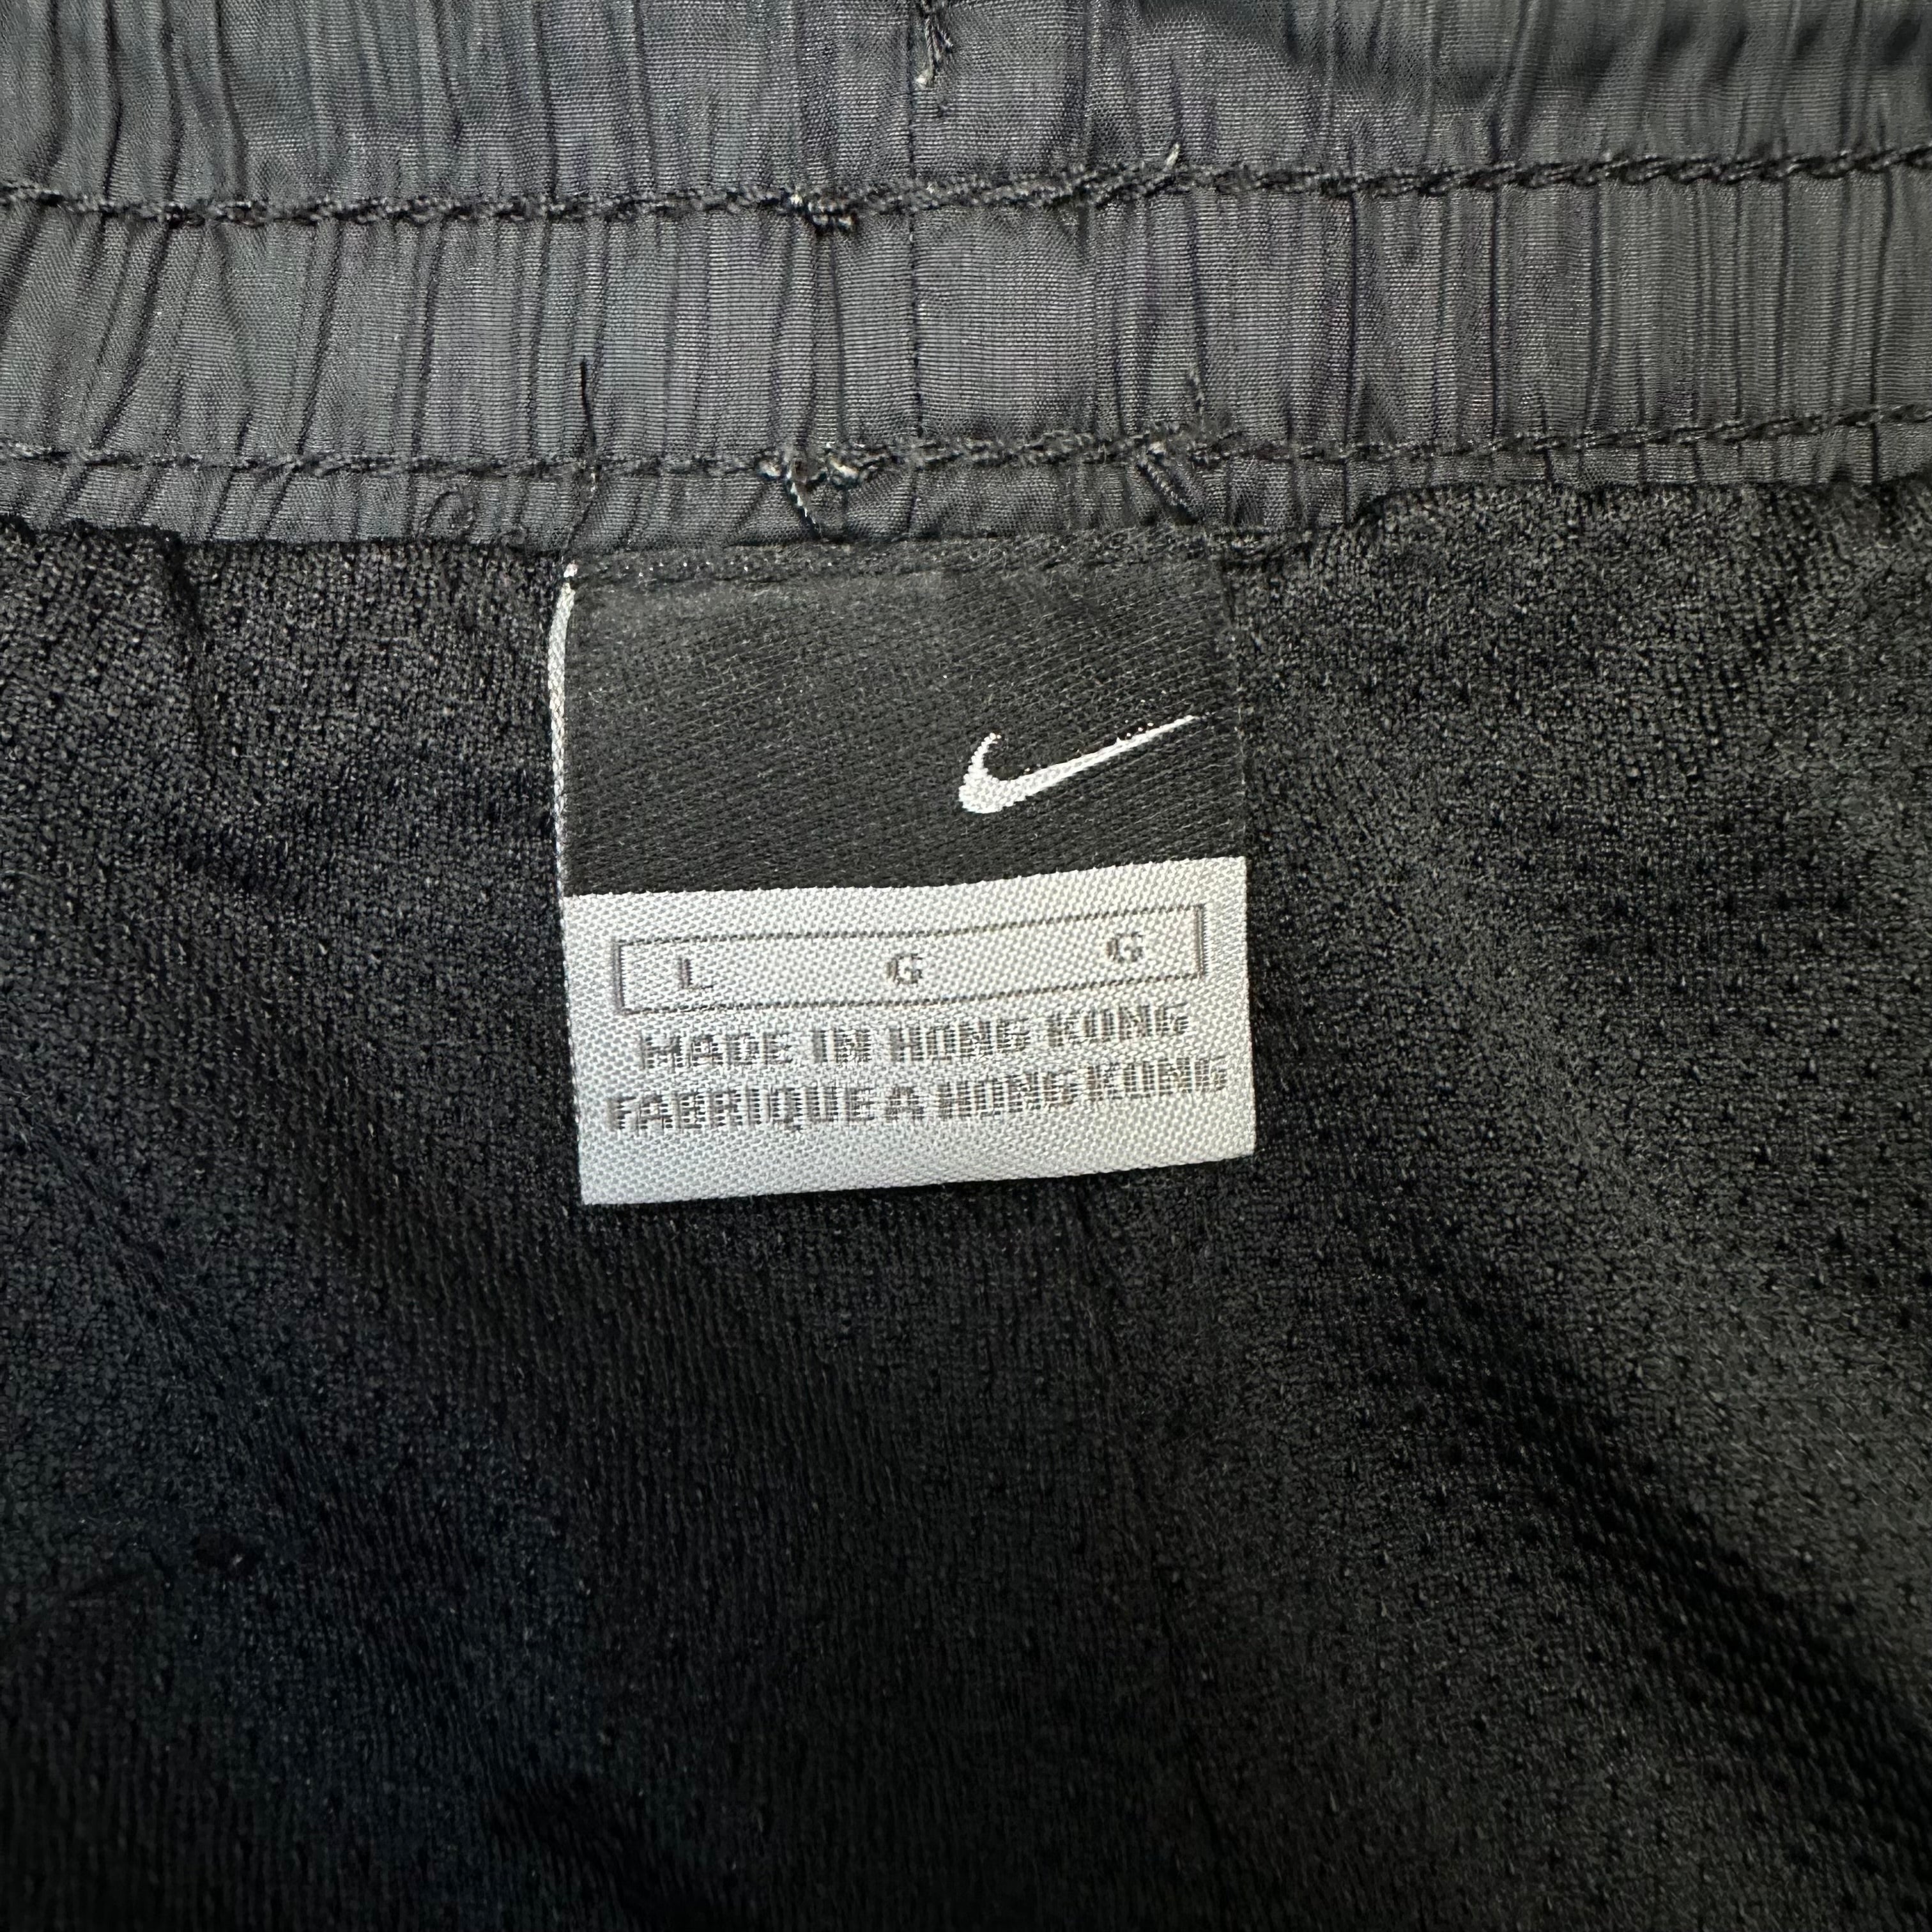 L G G
MADE IN HONG KONG
FABRIQUE A HONG KONG